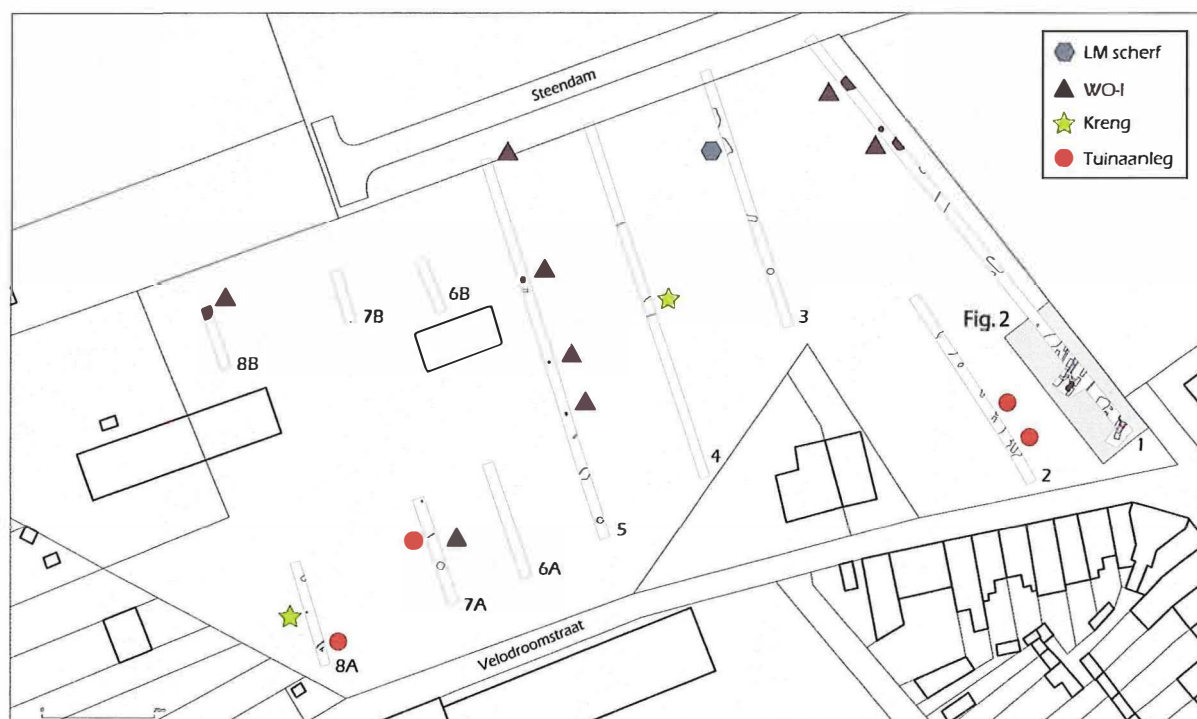 Steendam
LM scherf
WO-I
Kreng
Tuinaanleg
6B
7B
3
Fig. 2
8B
4
1
2
5
6A
7A
Velodroomstraat
8A
0